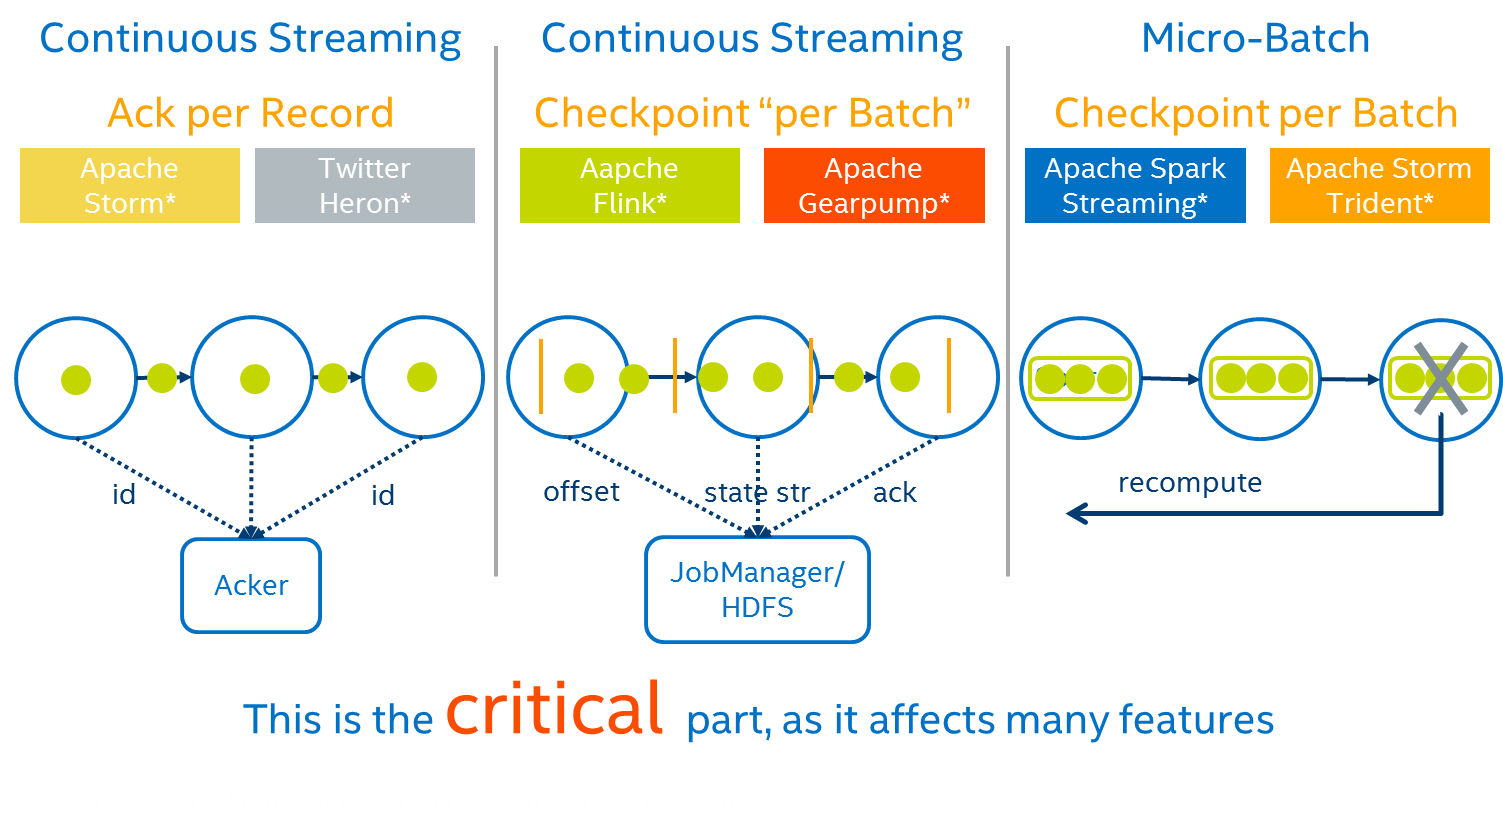 Continuous Streaming
Ack per Record
Apache
Storm*
Twitter
Heron*
id
id
Acker
Continuous Streaming
Checkpoint “per Batch”
Aapche
Flink*
Apache
Gearpump*
offset
state str
ack
JobManager/
HDFS
Micro-Batch
Checkpoint per Batch
Apache Spark
Streaming*
Apache Storm
Trident*
recompute
This is the critical part, as it affects many features